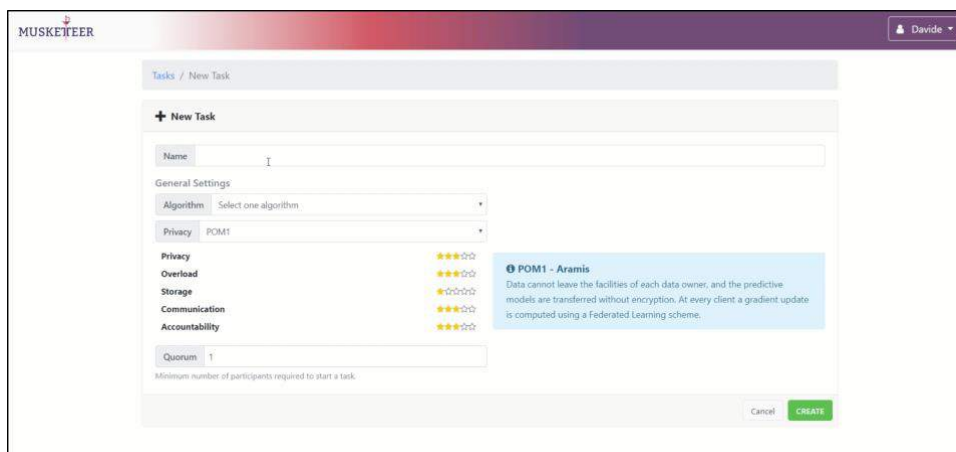 MUSKETEER
Davide
Tasks / New Task
New Task
Name
General Settings
Algorithm Select one algorithm
Privacy POM1
Privacy
Overload
Storage
Communication
Accountability
POM1 - Aramis
Data cannot leave the facilities of each data owner, and the predictive
models are transferred without encryption. At every client a gradient update
is computed using a Federated Learning scheme.
Quorum 1
Minimum number of participants required to start a task.
Cancel CREATE